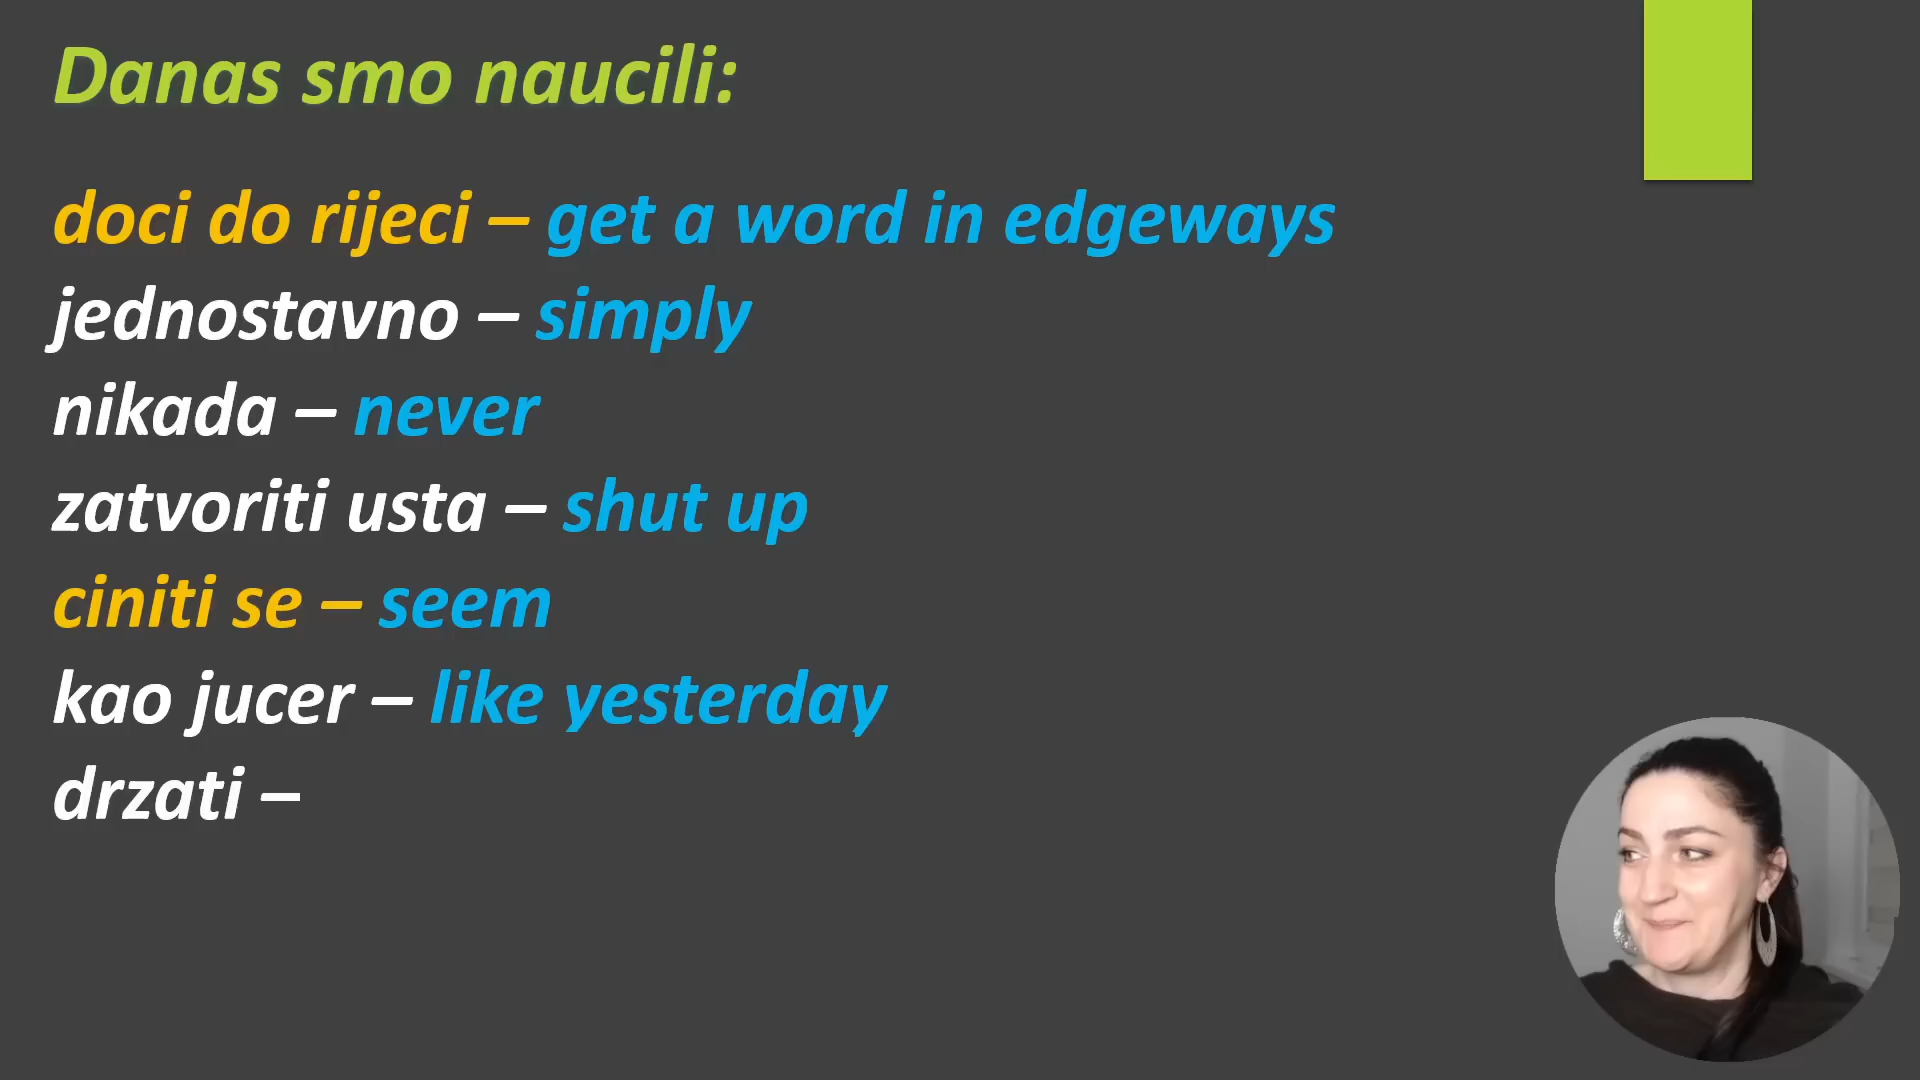 Danas smo naucili:
doci do rijeci – get a word in edgeways
jednostavno – simply
nikada – never
zatvoriti usta – shut up
ciniti se – seem
kao jucer – like yesterday
drzati –